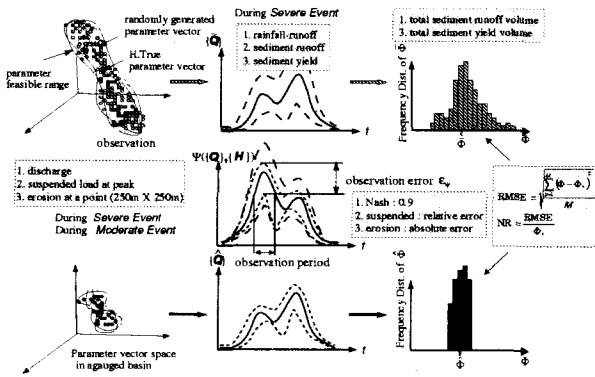 During Severe Event
randomly generated
parameter vector
H.True
parameter vector
parameter
feasible range
observation
{Q̂}
1. rainfall-runoff
2. sediment runoff
3. sediment yield
t
1. total sediment runoff volume
2. total sediment yield volume
Frequency Dist. of Φ̂
Φ̂
Φ
1. discharge
2. suspended load at peak
3. erosion at a point (250m X 250m)
During Severe Event
During Moderate Event
Ψ({Q},{H})
observation error εψ
1. Nash : 0.9
2. suspended : relative error
3. erosion : absolute error
t
observation period
RMSE = √ Σ(Φ-Φ*)² / M
NR = RMSE / Φ*
{Q̂}
t
Parameter vector space
in agauged basin
Frequency Dist. of Φ̂
Φ̂
Φ